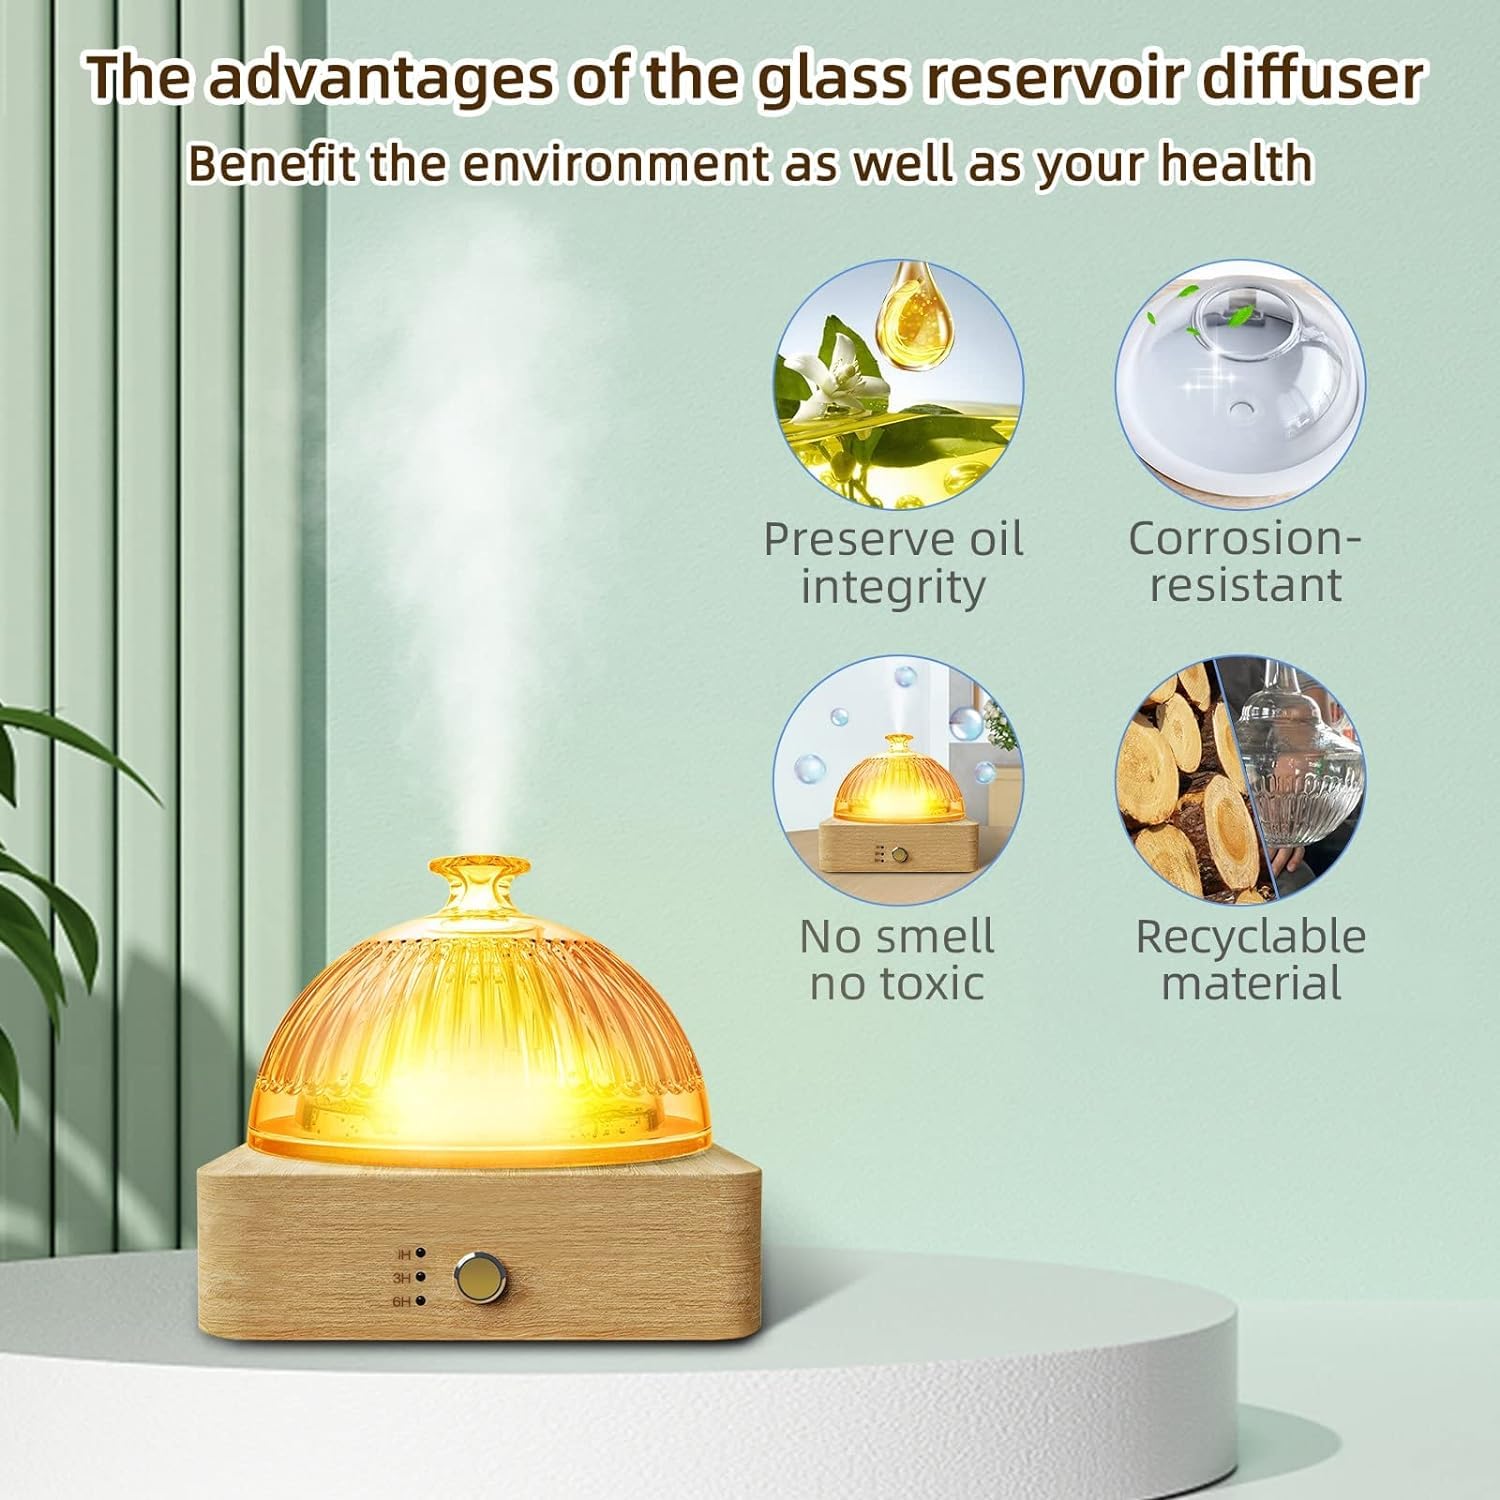 The advantages of the glass reservoir diffuser
Benefit the environment as well as your health
Preserve oil
integrity
Corrosion-
resistant
No smell
no toxic
Recyclable
material
1H
3H
6H